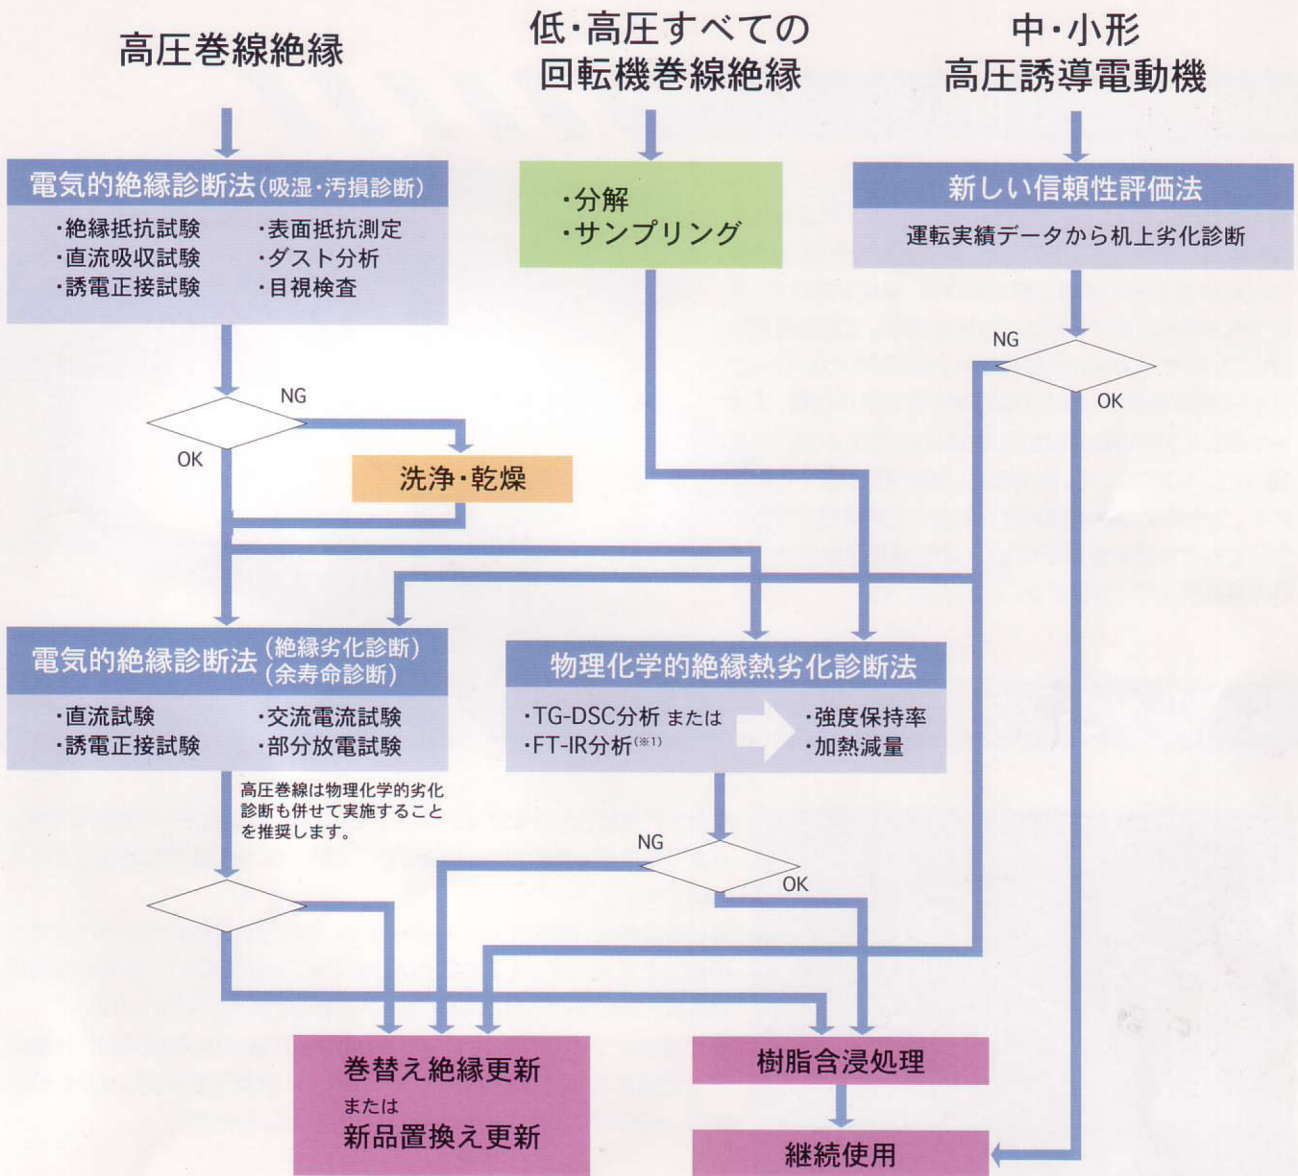 高圧巻線絶縁
低・高圧すべての
回転機巻線絶縁
中・小形
高圧誘導電動機
電気的絶縁診断法(吸湿・汚損診断)
・絶縁抵抗試験
・直流吸収試験
・誘電正接試験
・表面抵抗測定
・ダスト分析
・目視検査
・分解
・サンプリング
新しい信頼性評価法
運転実績データから机上劣化診断
NG
OK
NG
OK
洗浄・乾燥
電気的絶縁診断法
(絶縁劣化診断)
(余寿命診断)
・直流試験
・誘電正接試験
・交流電流試験
・部分放電試験
物理化学的絶縁熱劣化診断法
・TG-DSC分析 または
・FT-IR分析(※1)
・強度保持率
・加熱減量
高圧巻線は物理化学的劣化
診断も併せて実施すること
を推奨します。
NG
OK
巻替え絶縁更新
または
新品置換え更新
樹脂含浸処理
継続使用